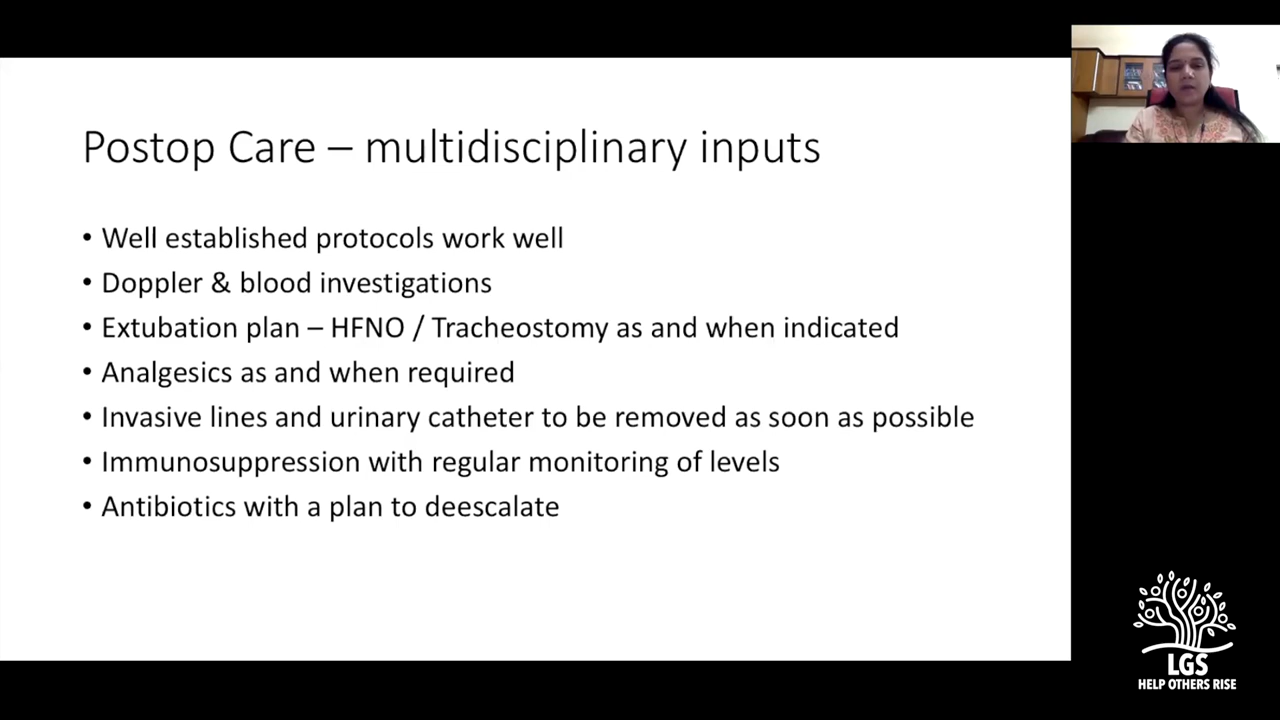 Postop Care – multidisciplinary inputs
• Well established protocols work well
• Doppler & blood investigations
• Extubation plan – HFNO / Tracheostomy as and when indicated
• Analgesics as and when required
• Invasive lines and urinary catheter to be removed as soon as possible
• Immunosuppression with regular monitoring of levels
• Antibiotics with a plan to deescalate
LGS
HELP OTHERS RISE